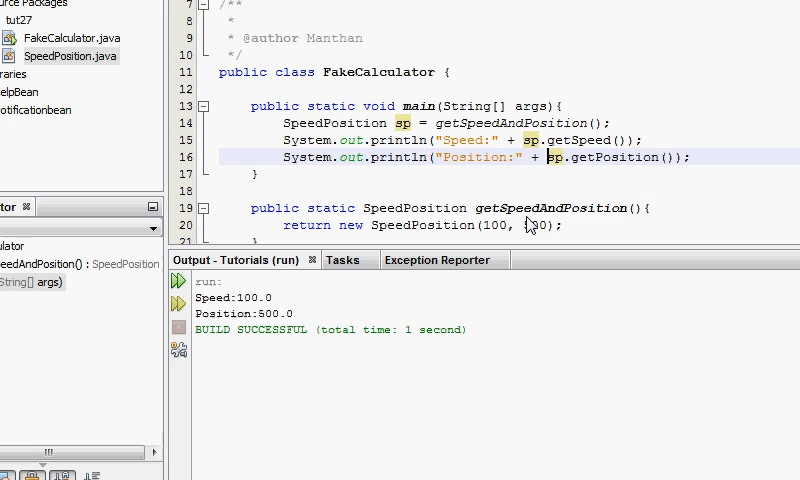 urce Packages
tut27
FakeCalculator.java
SpeedPosition.java
raries
elpBean
otificationbean
tor
ulator
eedAndPosition() : SpeedPosition
String[] args)
7 /**
8 *
9 * @author Manthan
10 */
11 public class FakeCalculator {
12
13 public static void main(String[] args){
14 SpeedPosition sp = getSpeedAndPosition();
15 System.out.println("Speed:" + sp.getSpeed());
16 System.out.println("Position:" + sp.getPosition());
17 }
18
19 public static SpeedPosition getSpeedAndPosition(){
20 return new SpeedPosition(100, 00);
21 }
Output - Tutorials (run) Tasks Exception Reporter
run:
Speed:100.0
Position:500.0
BUILD SUCCESSFUL (total time: 1 second)